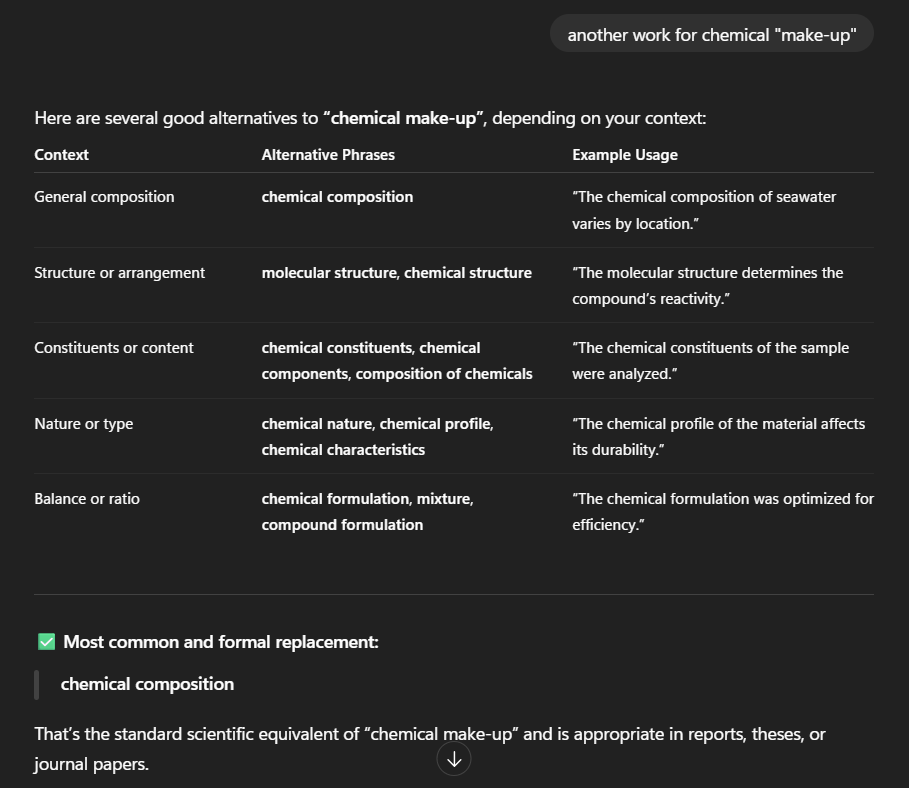 another work for chemical "make-up"
Here are several good alternatives to “chemical make-up”, depending on your context:
Context Alternative Phrases Example Usage
General composition chemical composition “The chemical composition of seawater
varies by location.”
Structure or arrangement molecular structure, chemical structure “The molecular structure determines the
compound’s reactivity.”
Constituents or content chemical constituents, chemical “The chemical constituents of the sample
components, composition of chemicals were analyzed.”
Nature or type chemical nature, chemical profile, “The chemical profile of the material affects
chemical characteristics its durability.”
Balance or ratio chemical formulation, mixture, “The chemical formulation was optimized for
compound formulation efficiency.”
✅ Most common and formal replacement:
chemical composition
That’s the standard scientific equivalent of “chemical make-up” and is appropriate in reports, theses, or
journal papers.